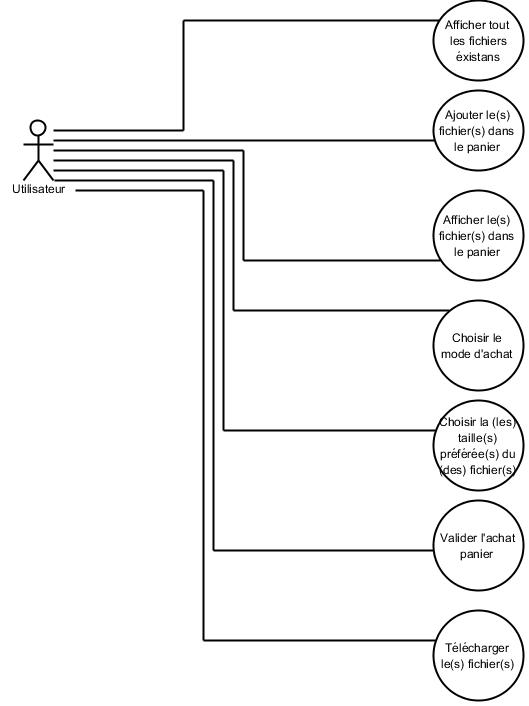 Afficher tout
les fichiers
éxistans
Ajouter le(s)
fichier(s) dans
le panier
Utilisateur
Afficher le(s)
fichier(s) dans
le panier
Choisir le
mode d'achat
Choisir la (les)
taille(s)
préférée(s) du
(des) fichier(s)
Valider l'achat
panier
Télécharger
le(s) fichier(s)